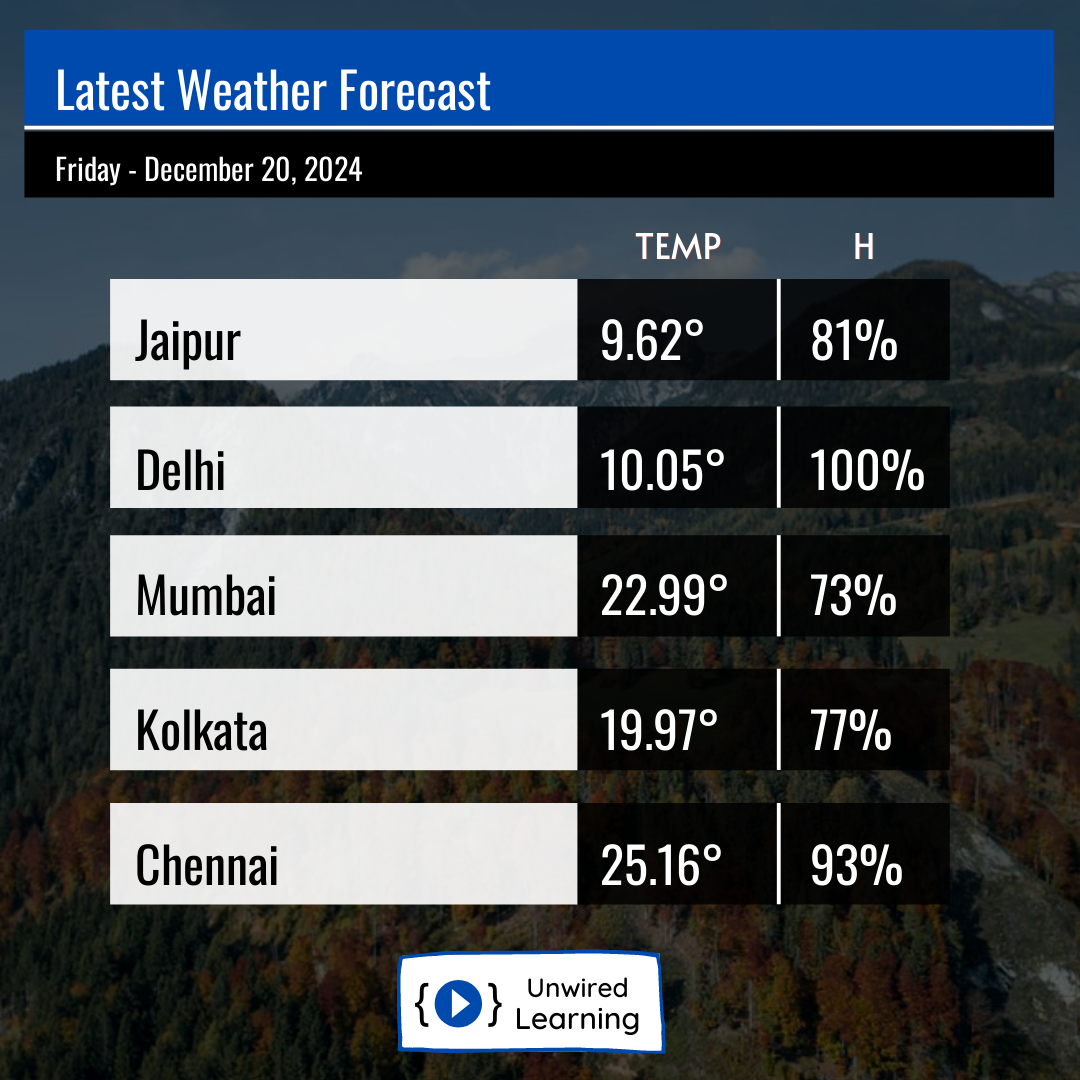 Latest Weather Forecast
Friday - December 20, 2024
TEMP H
Jaipur 9.62° 81%
Delhi 10.05° 100%
Mumbai 22.99° 73%
Kolkata 19.97° 77%
Chennai 25.16° 93%
{ } Unwired
Learning